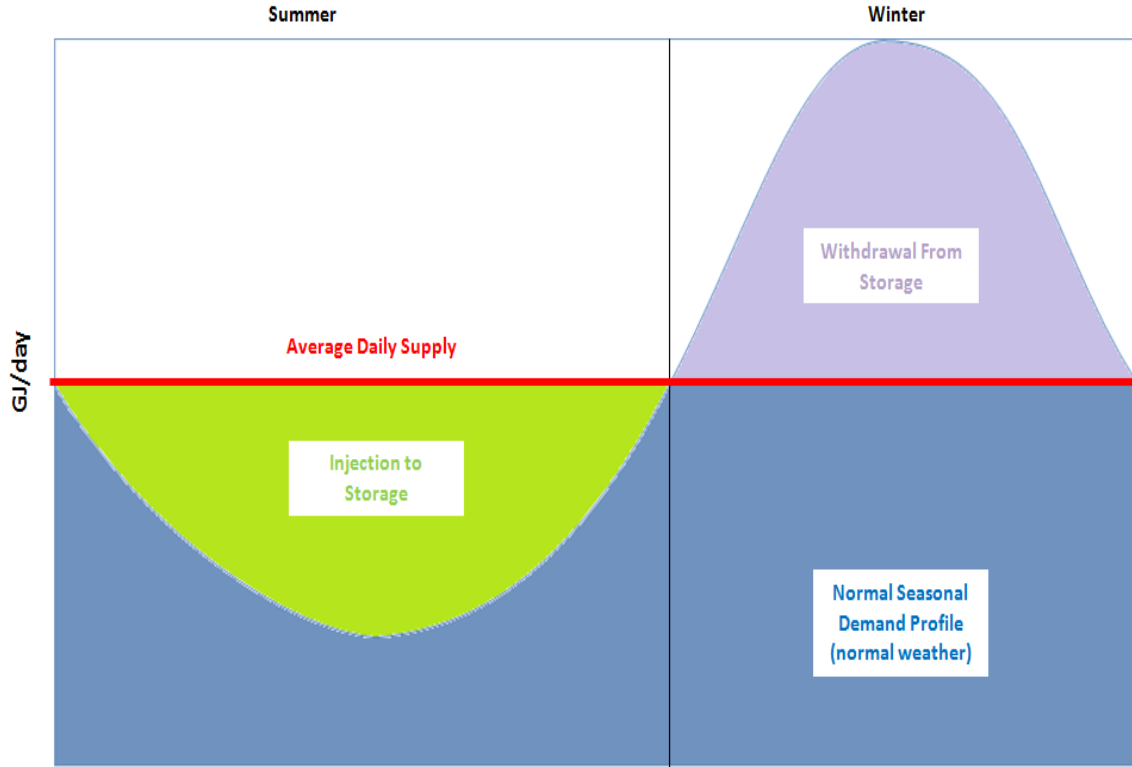 Summer
Winter
Withdrawal From
Storage
Average Daily Supply
GJ/day
Injection to
Storage
Normal Seasonal
Demand Profile
(normal weather)